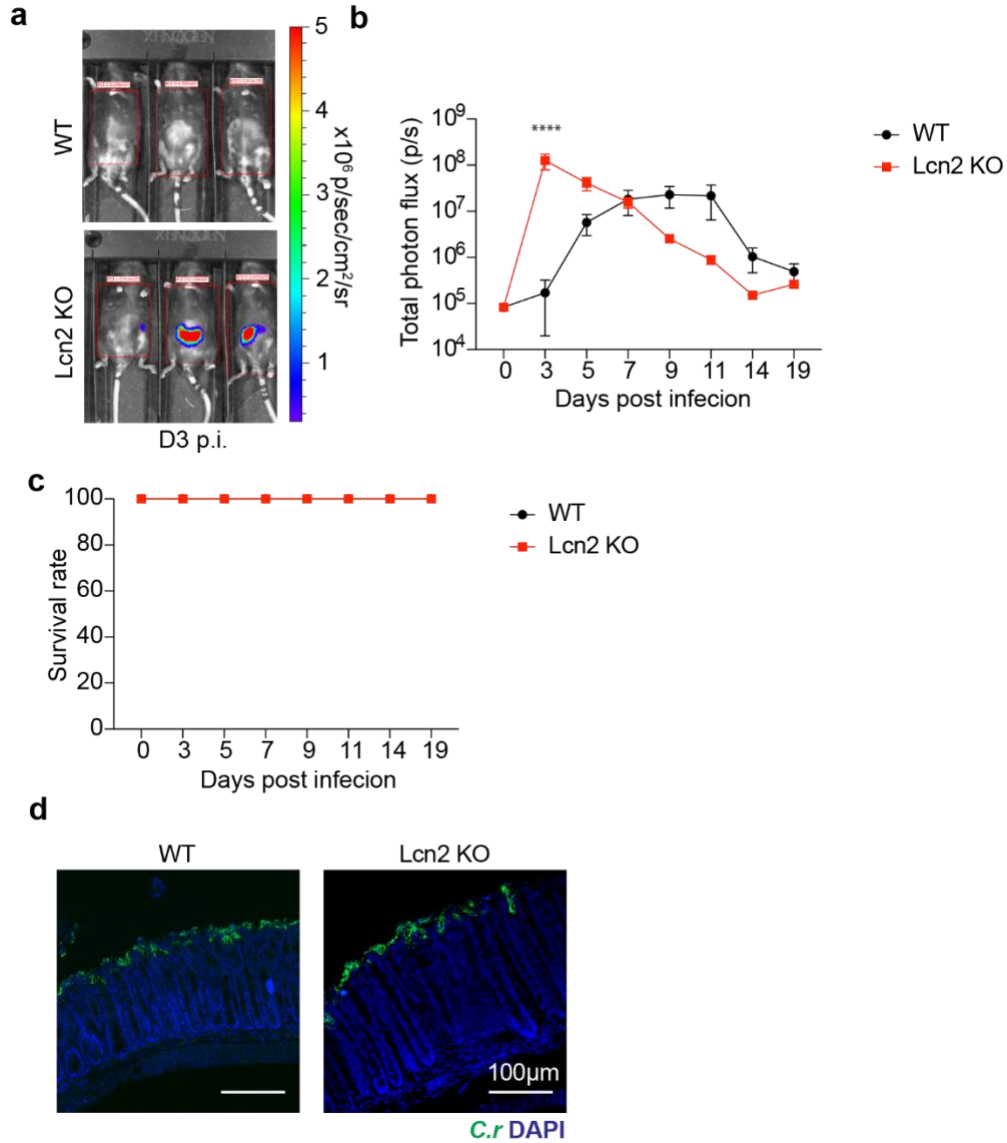 a
WT
Lcn2 KO
D3 p.i.
5
4
3
2
1
x10⁶ p/sec/cm²/sr
b
Total photon flux (p/s)
10⁹
10⁸
10⁷
10⁶
10⁵
10⁴
****
0 3 5 7 9 11 14 19
Days post infecion
WT
Lcn2 KO
c
Survival rate
100
80
60
40
20
0
0 3 5 7 9 11 14 19
Days post infecion
WT
Lcn2 KO
d
WT Lcn2 KO
100μm
C.r DAPI